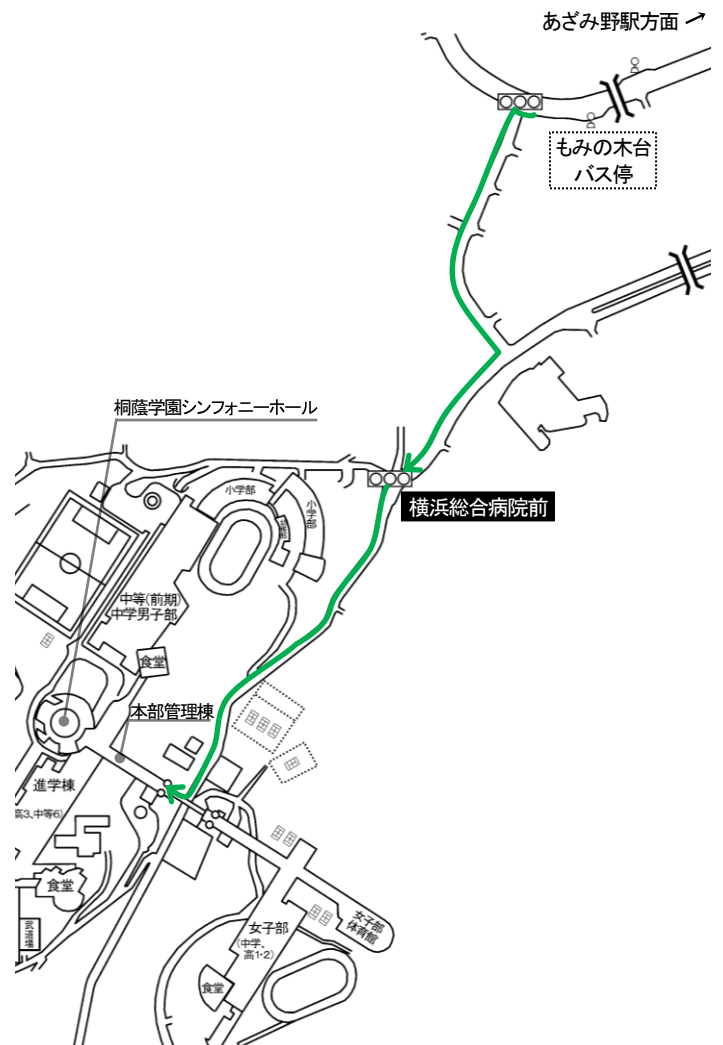 あざみ野駅方面
もみの木台
バス停
桐蔭学園シンフォニーホール
横浜総合病院前
小学部
小学部
中等(前期)
中学男子部
食堂
本部管理棟
進学棟
高3、中等6)
食堂
武道場
女子部
(中学、
高1・2)
女子部
体育館
食堂